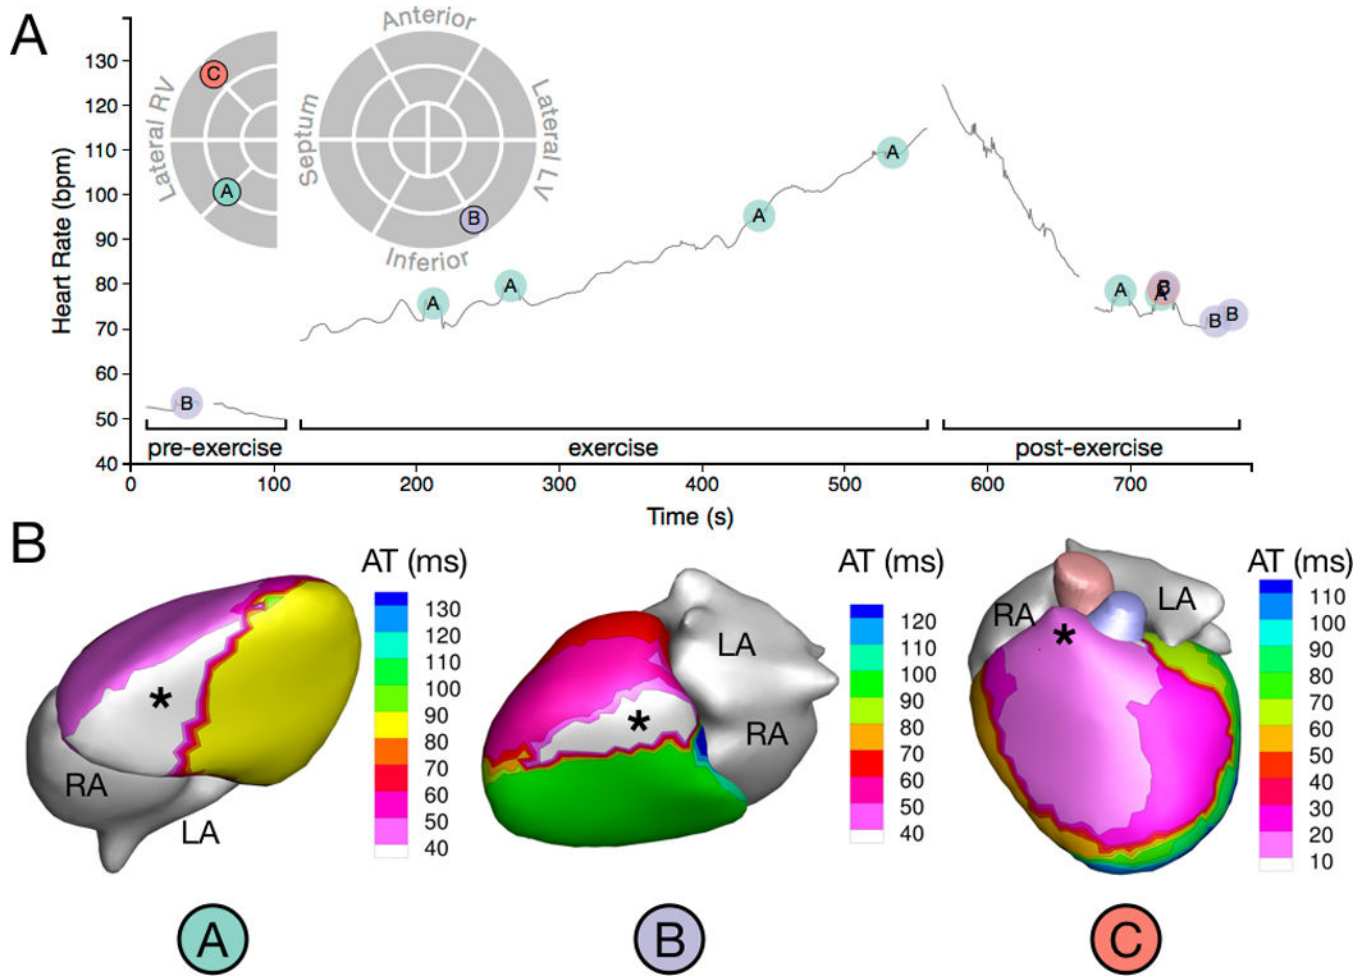 A
Heart Rate (bpm)
130
120
110
100
90
80
70
60
50
40
Anterior
Lateral RV
Septum
Lateral LV
Inferior
C
A
B
B
A
A
A
A
A
B
A
B
B
pre-exercise
exercise
post-exercise
0
100
200
300
400
500
600
700
Time (s)
B
AT (ms)
130
120
110
100
90
80
70
60
50
40
*
RA
LA
A
AT (ms)
120
110
100
90
80
70
60
50
40
*
LA
RA
B
AT (ms)
110
100
90
80
70
60
50
40
30
20
10
*
RA
LA
C